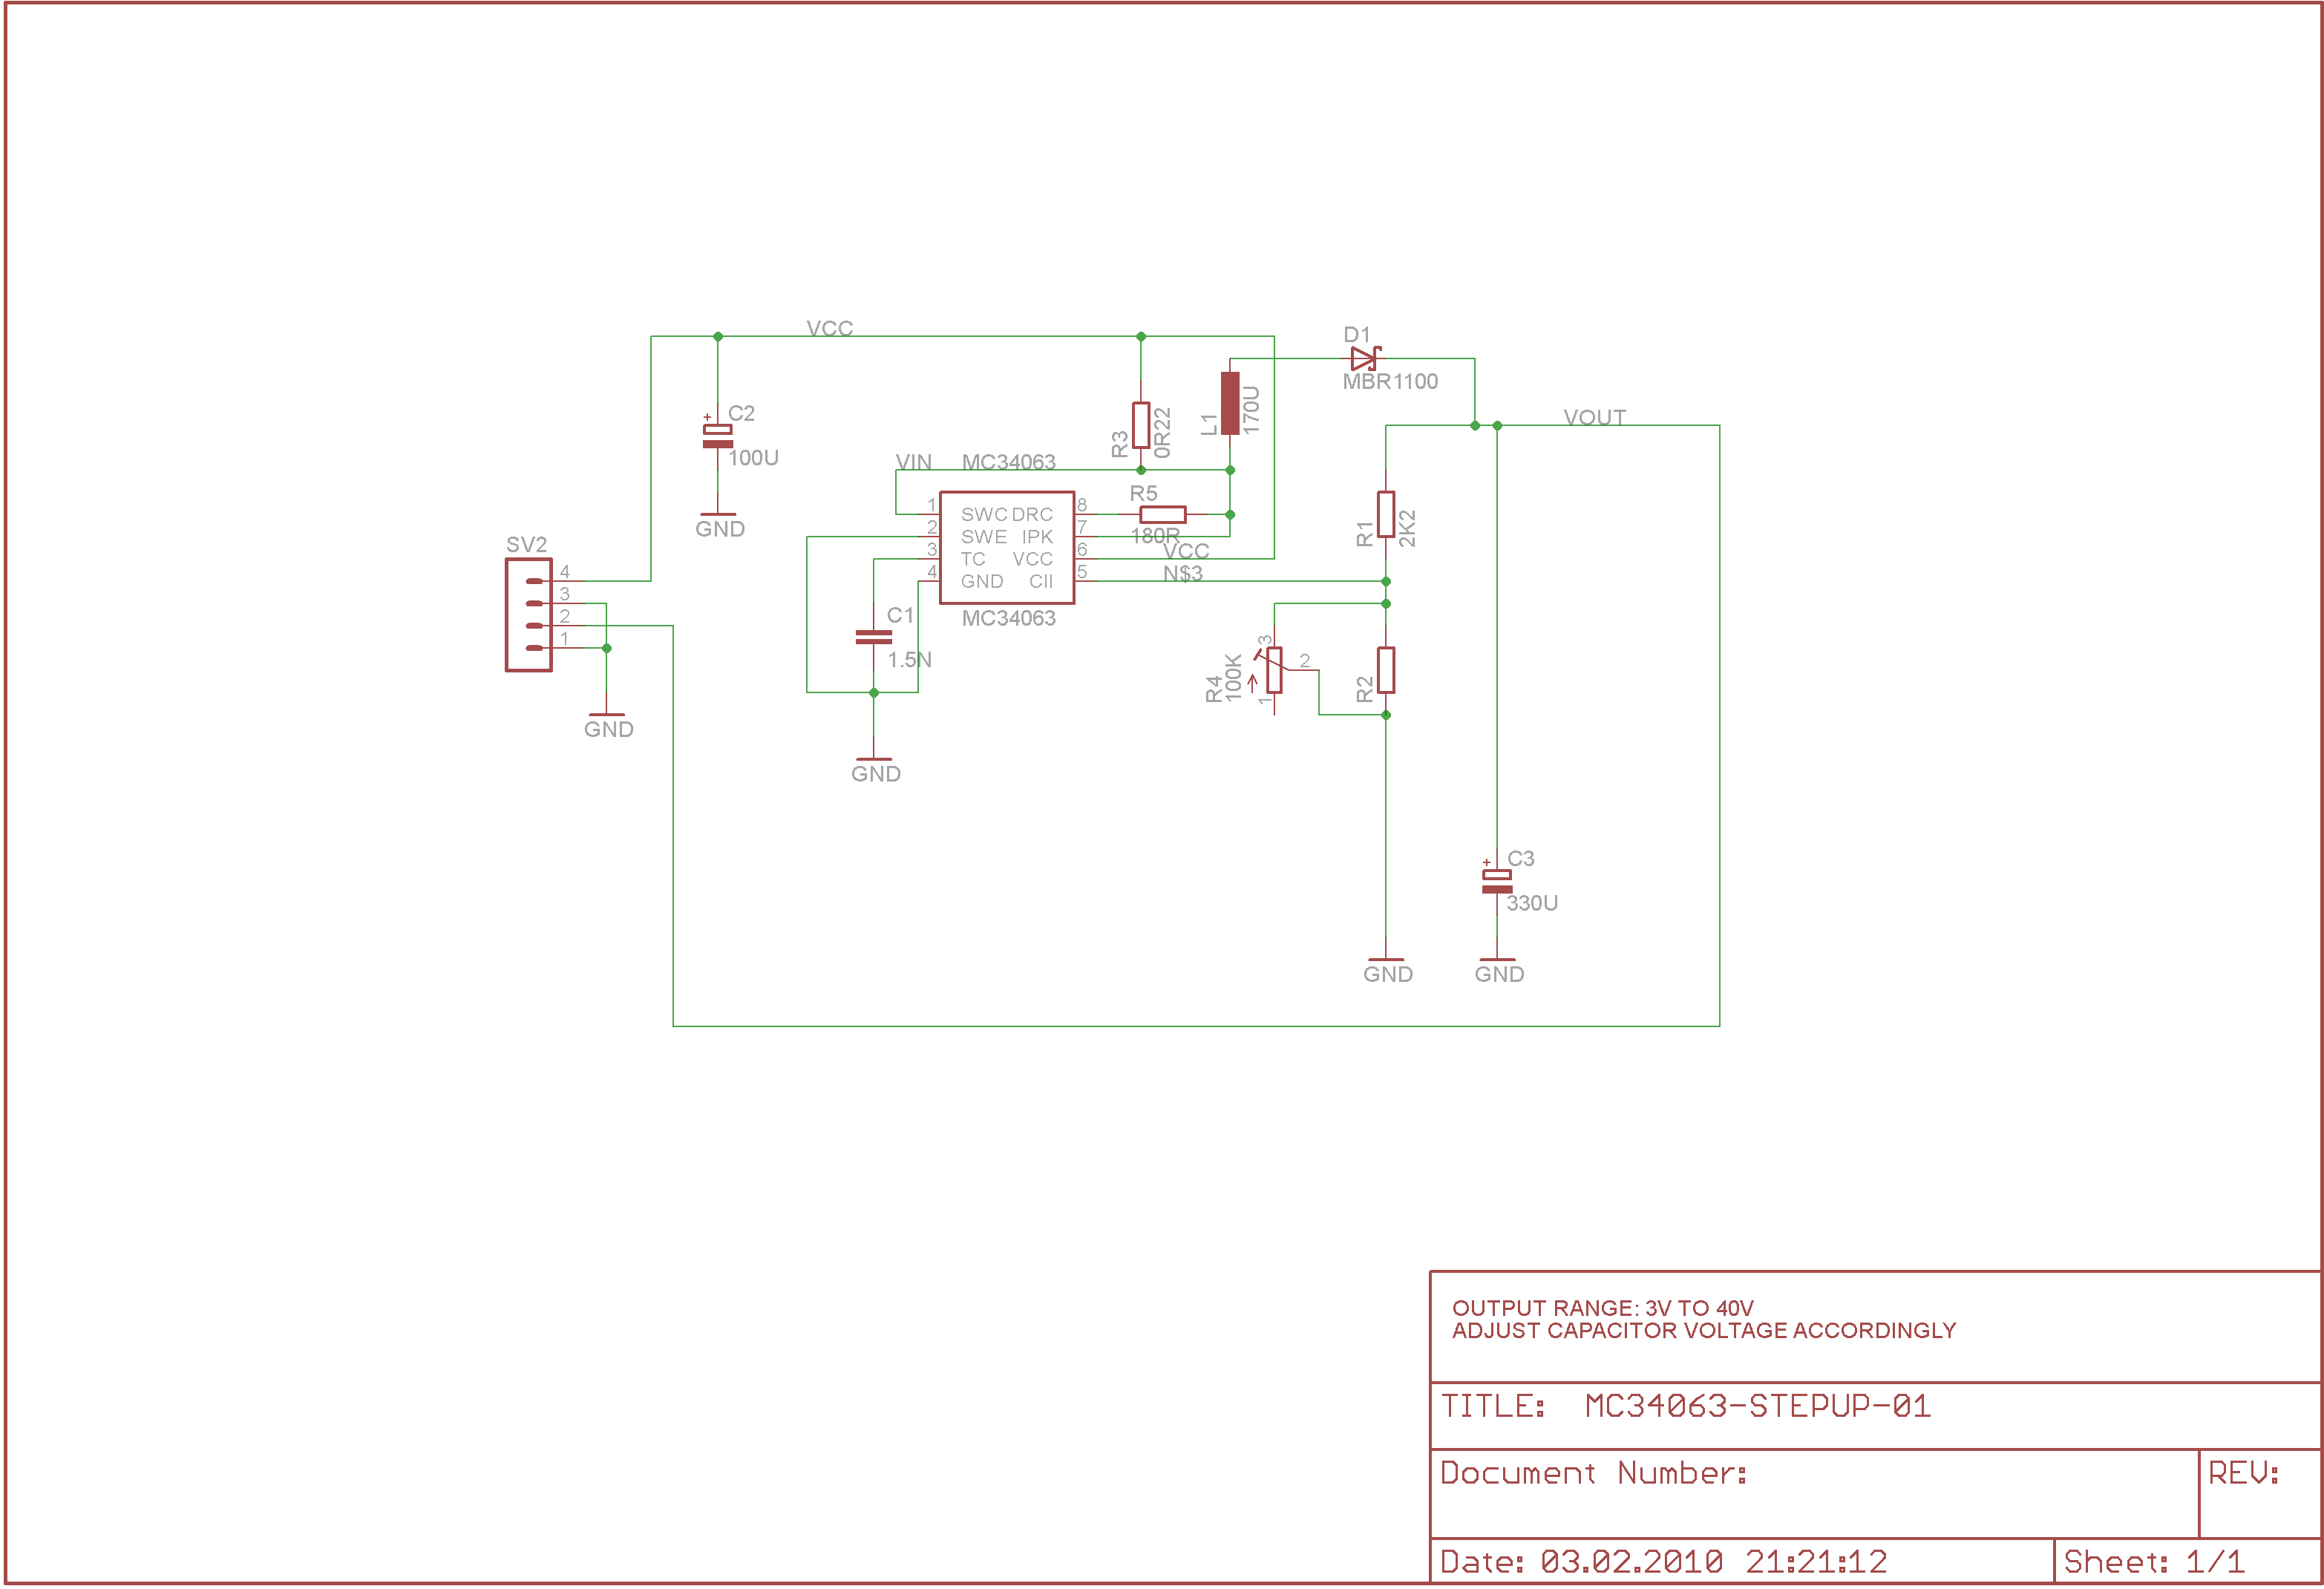 VCC
D1
MBR1100
C2
100U
GND
R3
0R22
L1
170U
VOUT
VIN
MC34063
1
2
3
4
SWC DRC
SWE IPK
TC VCC
GND CII
8
7
6
5
MC34063
R5
180R
VCC
N$3
R1
2K2
SV2
4
3
2
1
GND
C1
1.5N
GND
R4
100K
3
2
1
R2
GND
+
C3
330U
GND
+
OUTPUT RANGE: 3V TO 40V
ADJUST CAPACITOR VOLTAGE ACCORDINGLY
TITLE: MC34063-STEPUP-01
Document Number:
REV:
Date: 03.02.2010 21:21:12
Sheet: 1/1